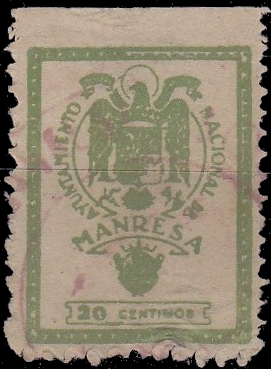 AYUNTAMIENTO NACIONAL DE
MANRESA
20 CENTIMOS